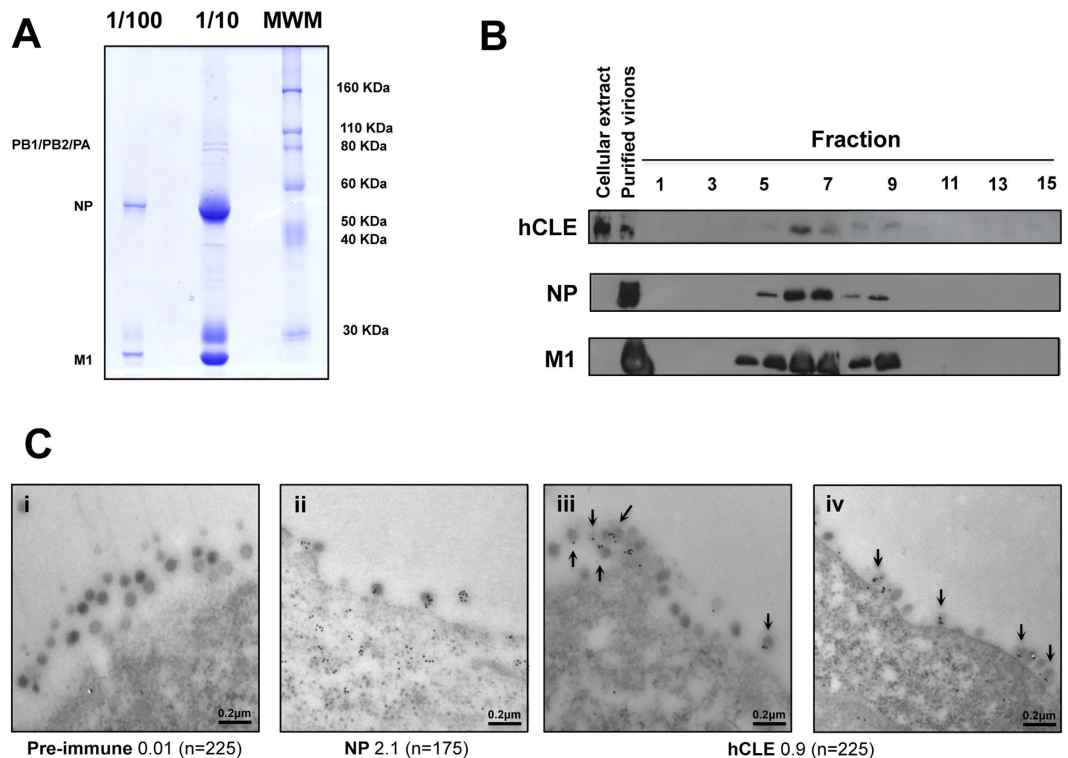 A
1/100 1/10 MWM
160 KDa
110 KDa
PB1/PB2/PA
80 KDa
60 KDa
NP
50 KDa
40 KDa
30 KDa
M1
B
Cellular extract
Purified virions
Fraction
1 3 5 7 9 11 13 15
hCLE
NP
M1
C
i
0.2µm
ii
0.2µm
iii
0.2µm
iv
0.2µm
Pre-immune 0.01 (n=225)
NP 2.1 (n=175)
hCLE 0.9 (n=225)